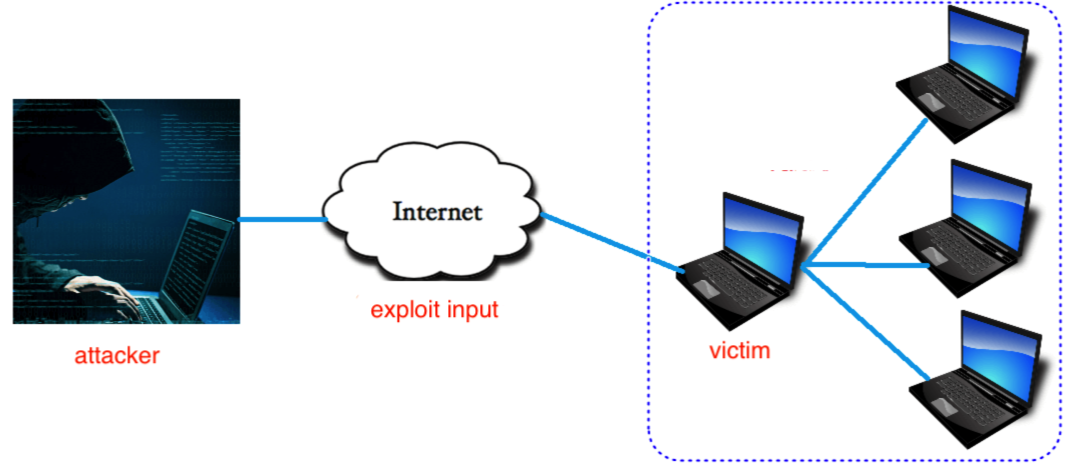 Internet
exploit input
attacker
victim